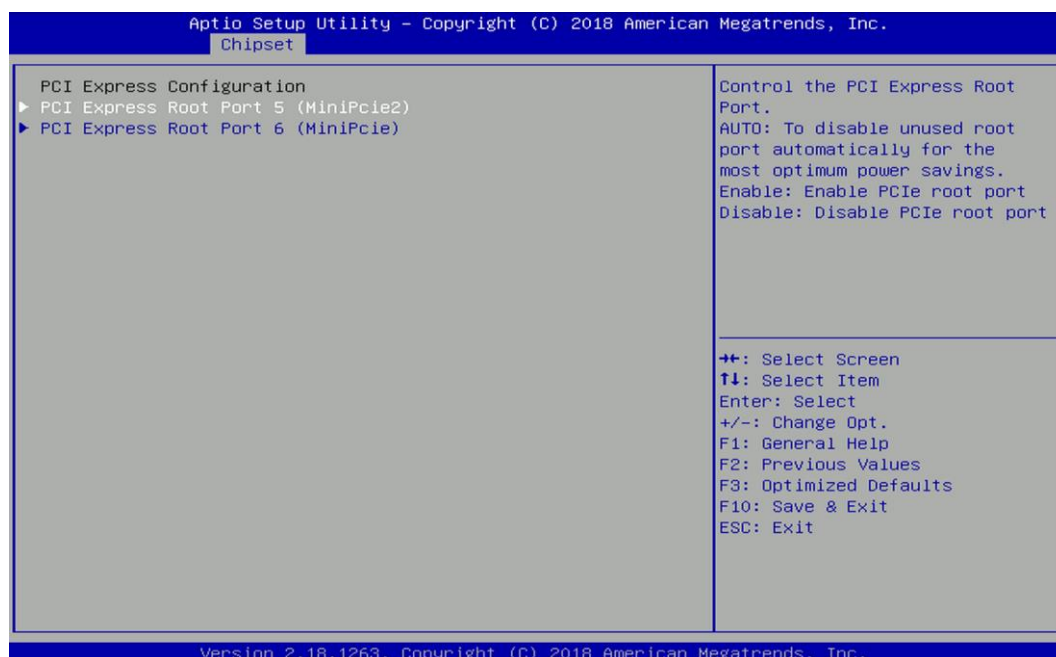 Aptio Setup Utility – Copyright (C) 2018 American Megatrends, Inc.
Chipset
PCI Express Configuration
▶ PCI Express Root Port 5 (MiniPcie2)
▶ PCI Express Root Port 6 (MiniPcie)
Control the PCI Express Root
Port.
AUTO: To disable unused root
port automatically for the
most optimum power savings.
Enable: Enable PCIe root port
Disable: Disable PCIe root port
→←: Select Screen
↑↓: Select Item
Enter: Select
+/-: Change Opt.
F1: General Help
F2: Previous Values
F3: Optimized Defaults
F10: Save & Exit
ESC: Exit
Version 2.18.1263. Copyright (C) 2018 American Megatrends, Inc.